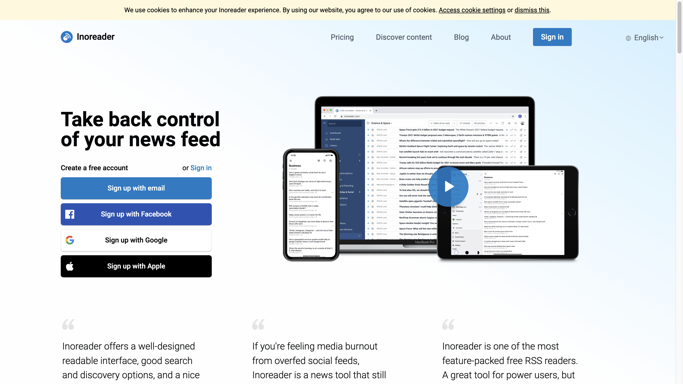 We use cookies to enhance your Inoreader experience. By using our website, you agree to our use of cookies. Access cookie settings or dismiss this.
Inoreader
Pricing
Discover content
Blog
About
Sign in
English
Take back control
of your news feed
Create a free account
or Sign in
Sign up with email
Sign up with Facebook
Sign up with Google
Sign up with Apple
Inoreader offers a well-designed
readable interface, good search
and discovery options, and a nice
If you're feeling media burnout
from overfed social feeds,
Inoreader is a news tool that still
Inoreader is one of the most
feature-packed free RSS readers.
A great tool for power users, but